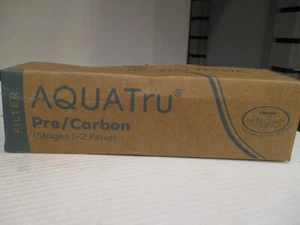 FILTER
AQUATru®
Pre/Carbon
(Stages 1-2 Filter)